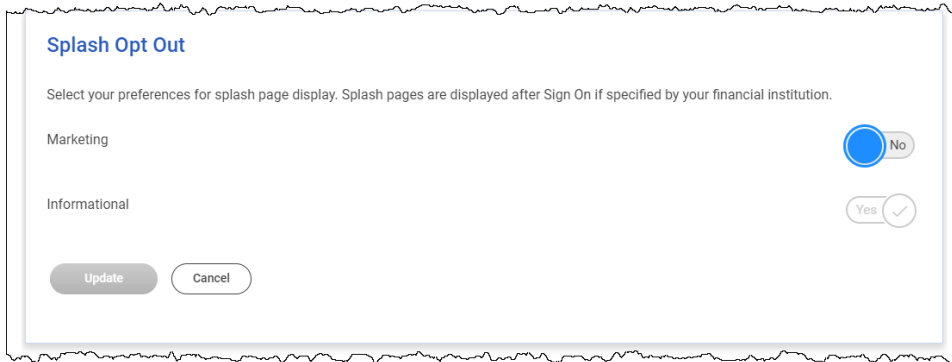 Splash Opt Out
Select your preferences for splash page display. Splash pages are displayed after Sign On if specified by your financial institution.
Marketing
No
Informational
Yes
Update
Cancel